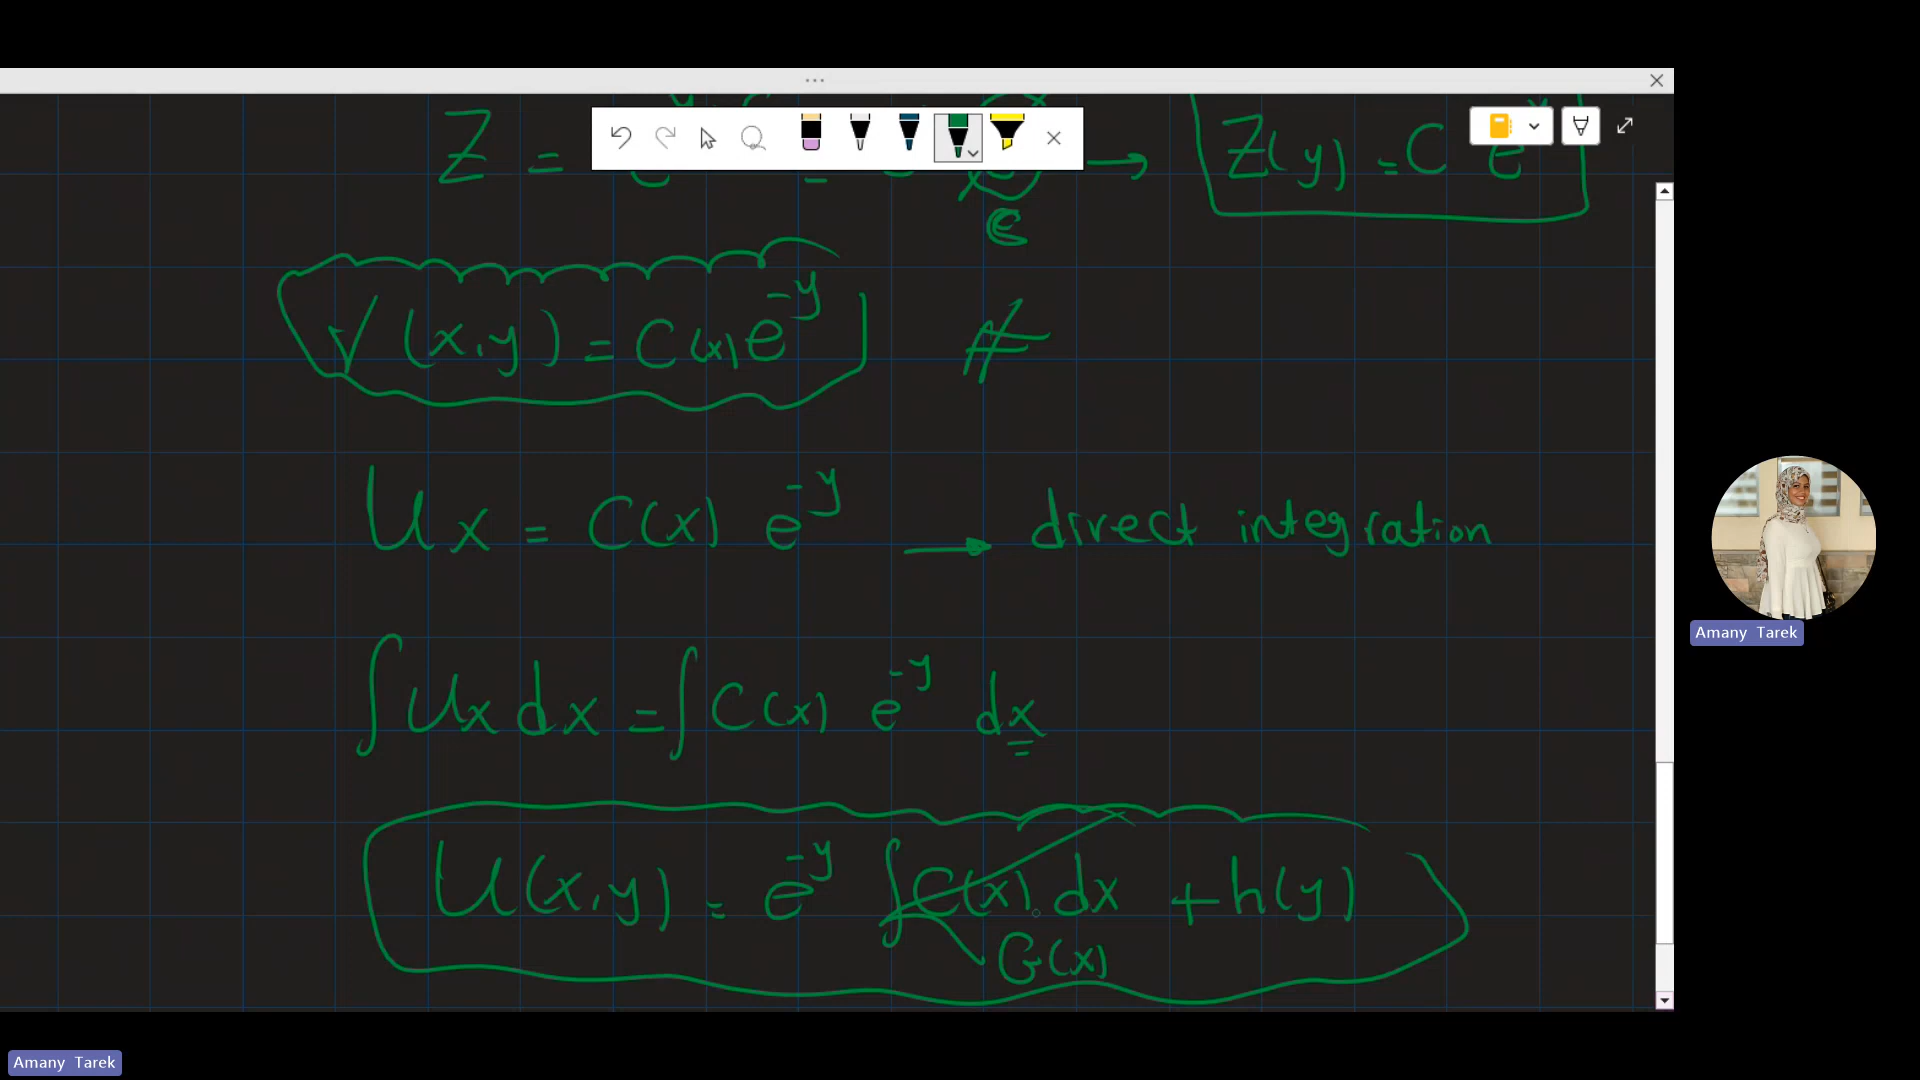 Z =
Z(y) = C e
e
V(x,y) = C(x) e^-y #
Ux = C(x) e^-y → direct integration
∫Ux dx = ∫C(x) e^-y dx
U(x,y) = e^-y ∫C(x) dx + h(y)
G(x)
Amany Tarek
Amany Tarek